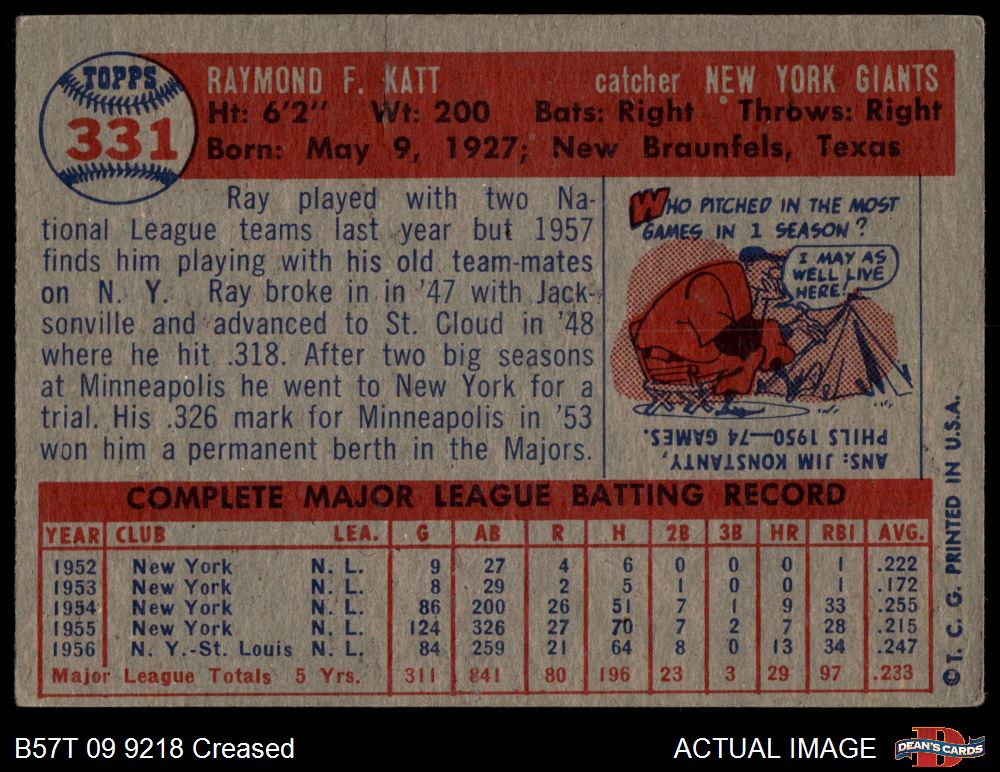 TOPPS
331
RAYMOND F. KATT catcher NEW YORK GIANTS
Ht: 6'2" Wt: 200 Bats: Right Throws: Right
Born: May 9, 1927; New Braunfels, Texas
Ray played with two Na-
tional League teams last year but 1957
finds him playing with his old team-mates
on N. Y. Ray broke in in '47 with Jack-
sonville and advanced to St. Cloud in '48
where he hit .318. After two big seasons
at Minneapolis he went to New York for a
trial. His .326 mark for Minneapolis in '53
won him a permanent berth in the Majors.
WHO PITCHED IN THE MOST
GAMES IN 1 SEASON?
I MAY AS
WELL LIVE
HERE!
ANS: JIM KONSTANTY,
PHILS 1950—74 GAMES.
COMPLETE MAJOR LEAGUE BATTING RECORD
YEAR CLUB LEA. G AB R H 2B 3B HR RBI AVG.
1952 New York N. L. 9 27 4 6 0 0 0 1 .222
1953 New York N. L. 8 29 2 5 1 0 0 1 .172
1954 New York N. L. 86 200 26 51 7 1 9 33 .255
1955 New York N. L. 124 326 27 70 7 2 7 28 .215
1956 N. Y.-St. Louis N. L. 84 259 21 64 8 0 13 34 .247
Major League Totals 5 Yrs. 311 841 80 196 23 3 29 97 .233
©T. C. G. PRINTED IN U.S.A.
B57T 09 9218 Creased
ACTUAL IMAGE
DEAN'S CARDS